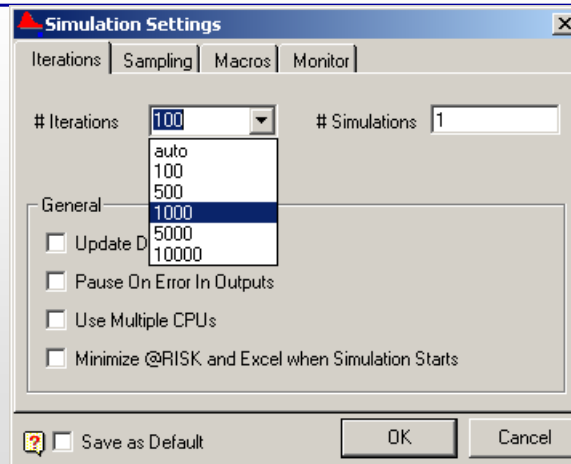 Simulation Settings
Iterations Sampling Macros Monitor
# Iterations 100 # Simulations 1
auto
100
500
1000
5000
10000
General
Update D
Pause On Error In Outputs
Use Multiple CPUs
Minimize @RISK and Excel when Simulation Starts
Save as Default OK Cancel